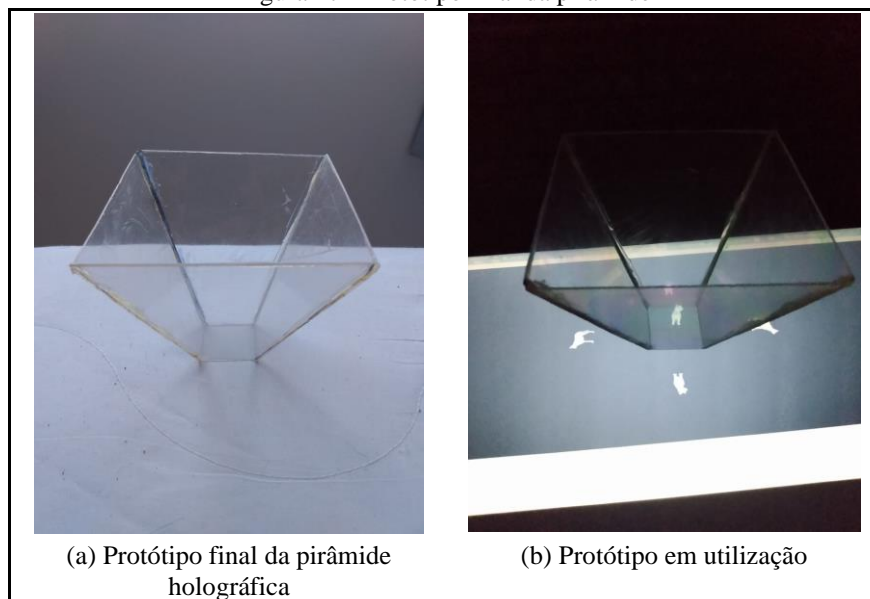 (a) Protótipo final da pirâmide
holográfica
(b) Protótipo em utilização